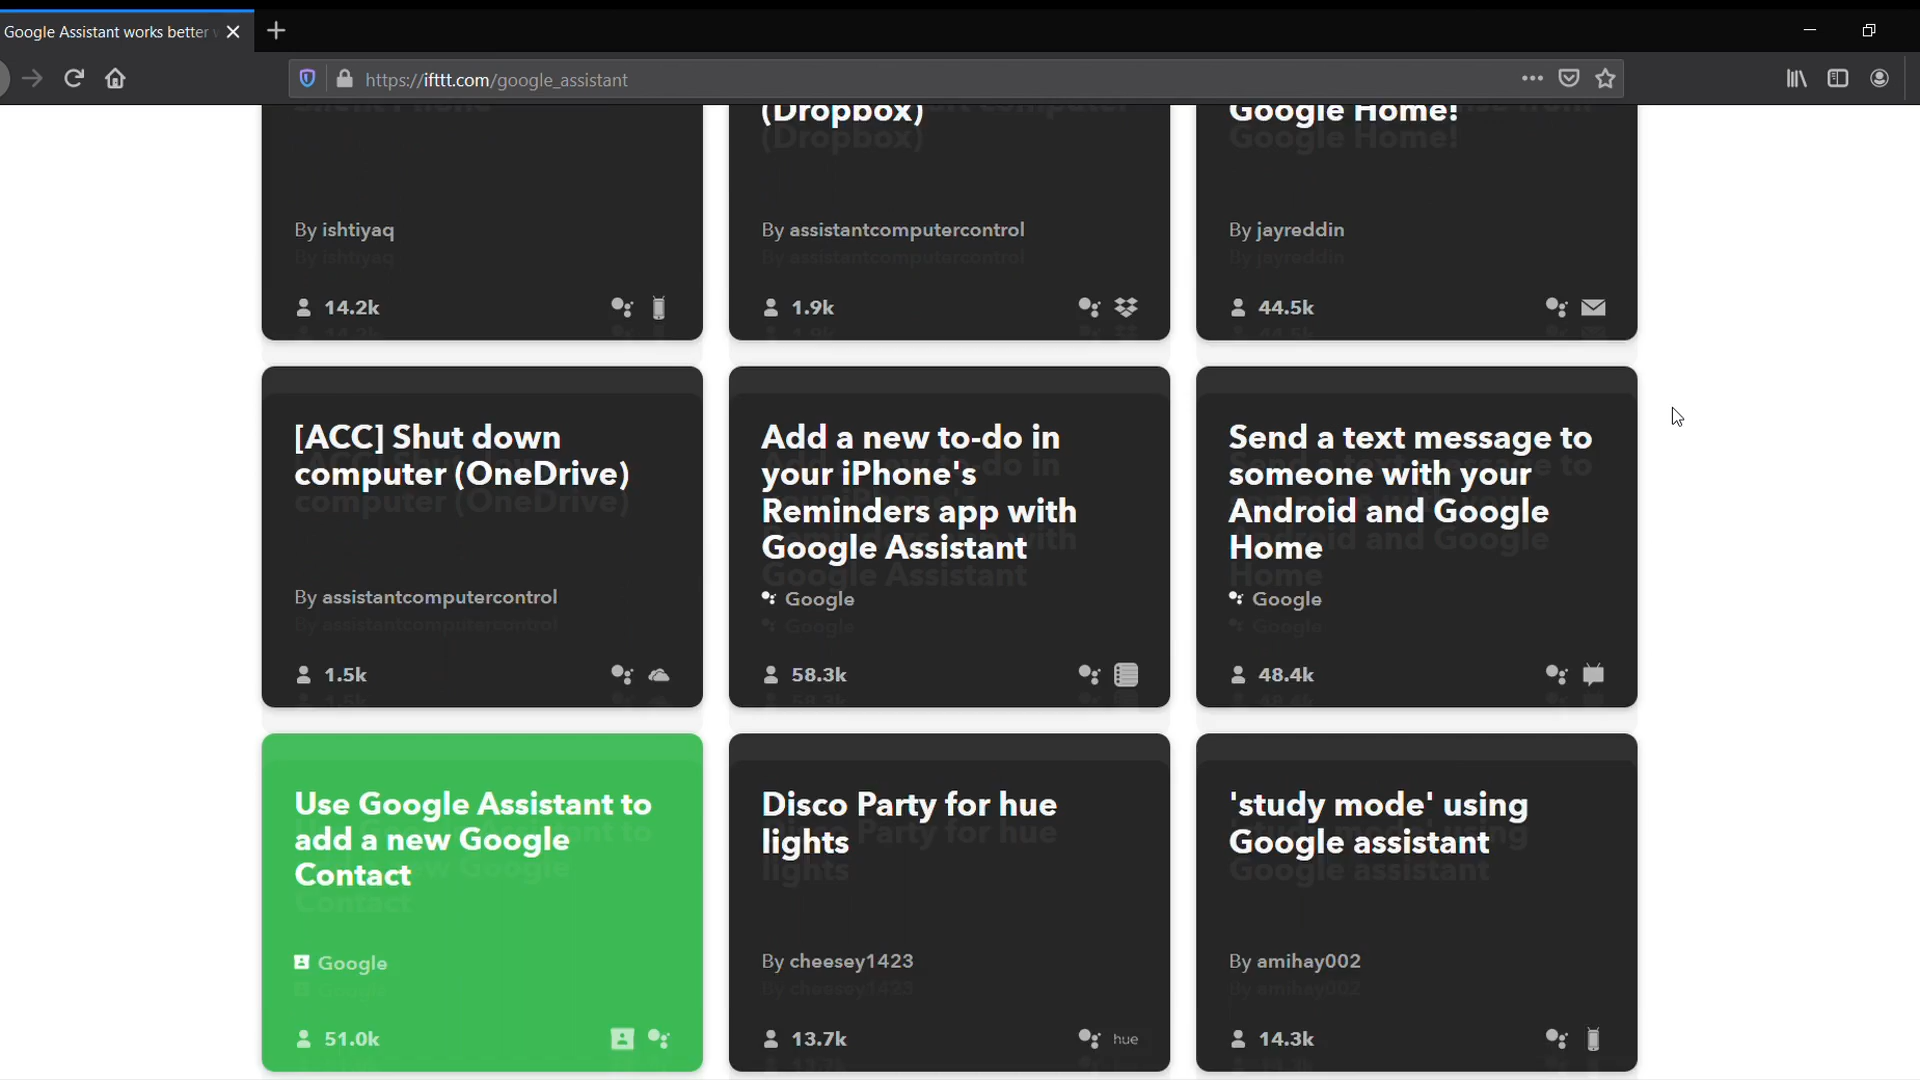 Google Assistant works better
https://ifttt.com/google_assistant
(Dropbox)
Google Home!
By ishtiyaq
By assistantcomputercontrol
By jayreddin
14.2k
1.9k
44.5k
[ACC] Shut down
computer (OneDrive)
By assistantcomputercontrol
1.5k
Add a new to-do in
your iPhone's
Reminders app with
Google Assistant
Google
58.3k
Send a text message to
someone with your
Android and Google
Home
Google
48.4k
Use Google Assistant to
add a new Google
Contact
Google
51.0k
Disco Party for hue
lights
By cheesey1423
13.7k
hue
'study mode' using
Google assistant
By amihay002
14.3k